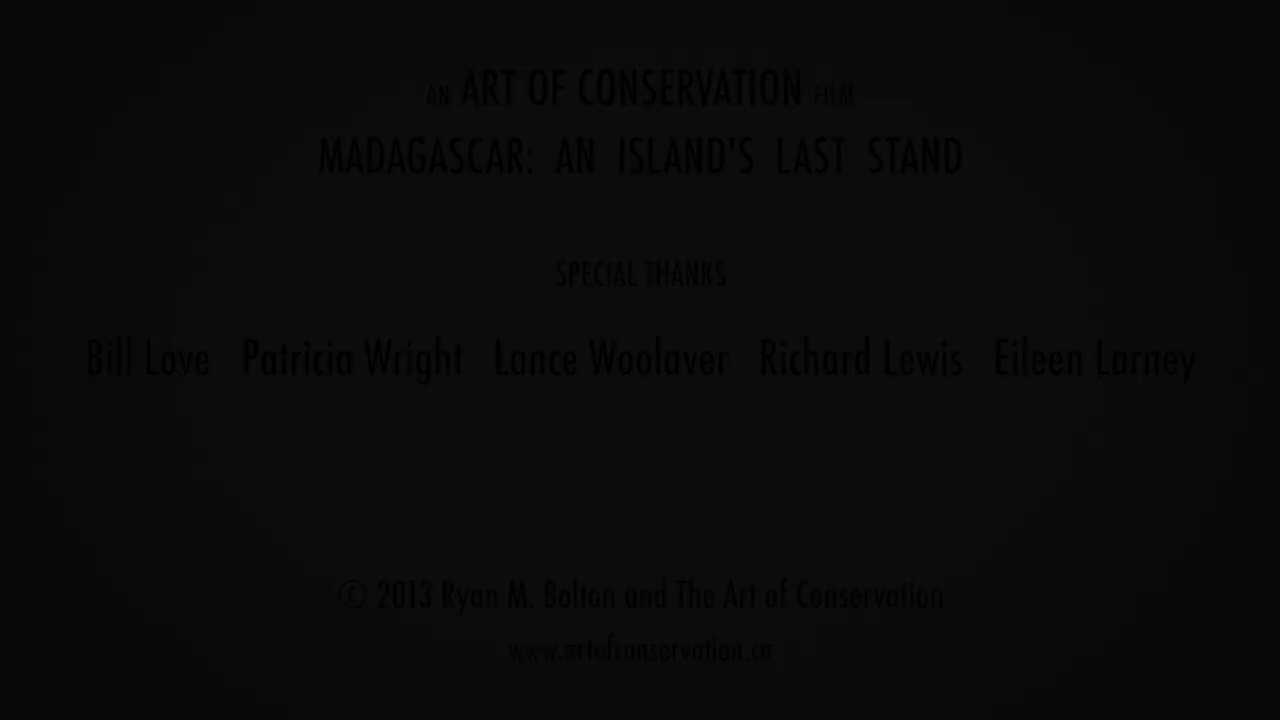 AN ART OF CONSERVATION FILM
MADAGASCAR: AN ISLAND'S LAST STAND
SPECIAL THANKS
Bill Love Patricia Wright Lance Woolaver Richard Lewis Eileen Larney
© 2013 Ryan M. Bolton and The Art of Conservation
www.artofconservation.ca